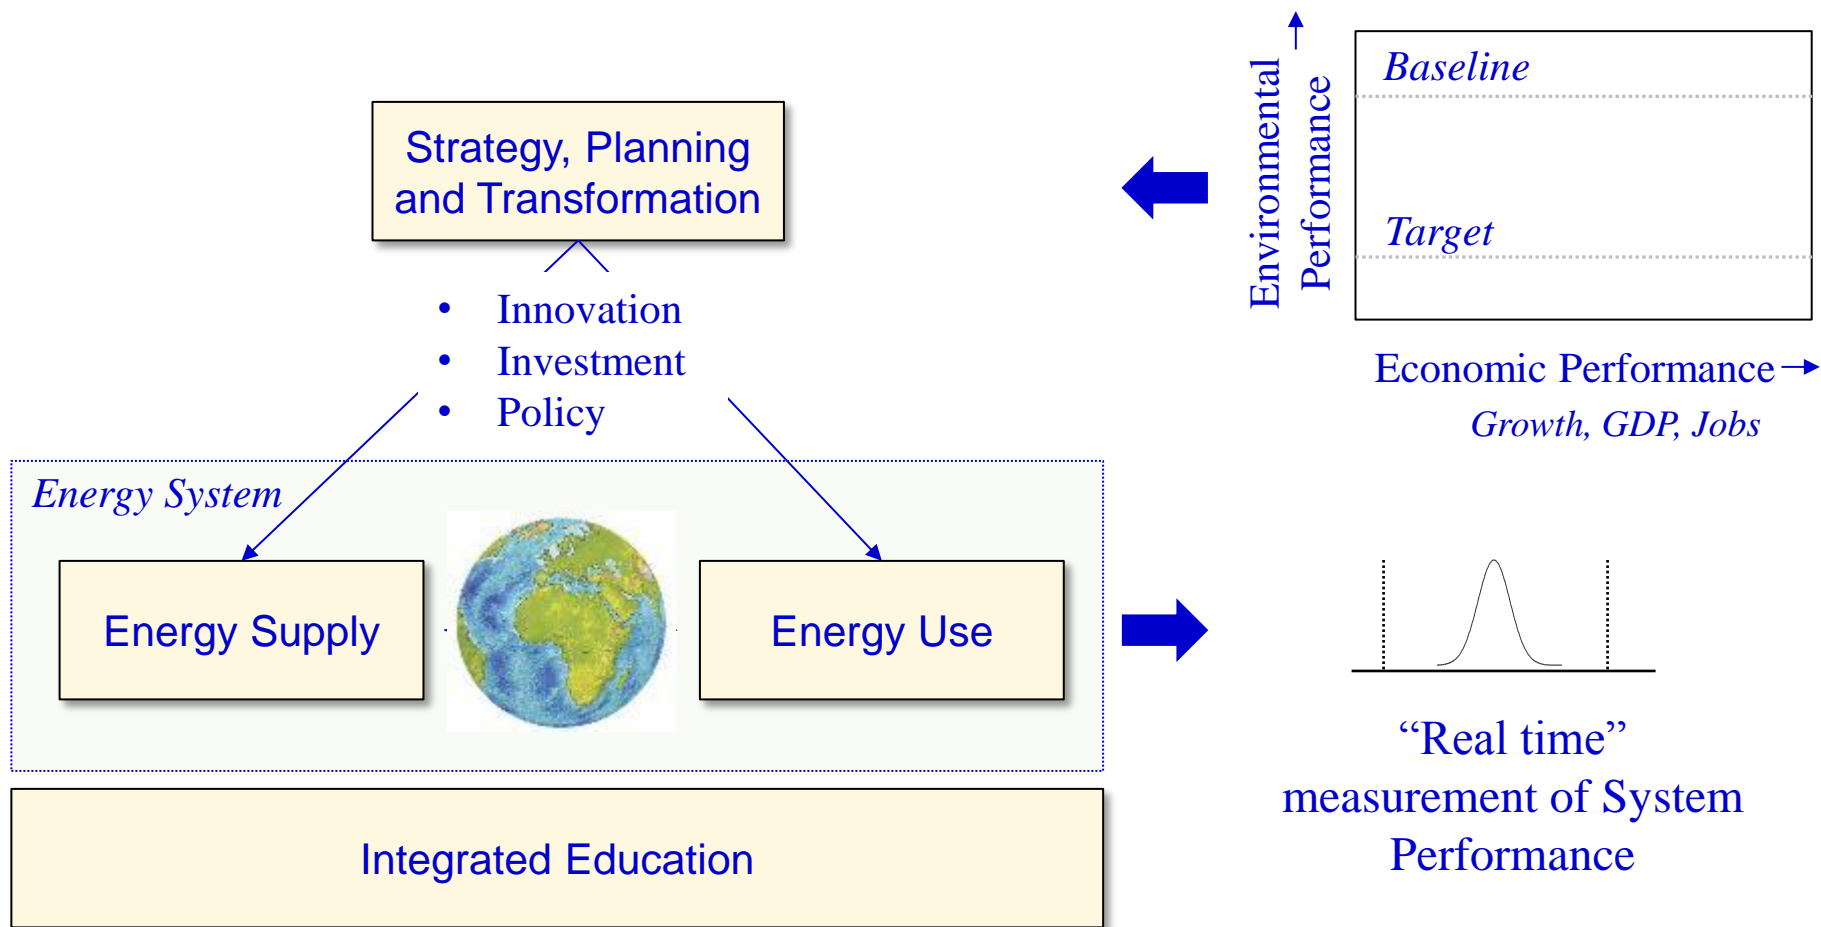 Strategy, Planning
and Transformation
• Innovation
• Investment
• Policy
Energy System
Energy Supply
Energy Use
Integrated Education
Environmental
Performance
Baseline
Target
Economic Performance
Growth, GDP, Jobs
“Real time”
measurement of System
Performance